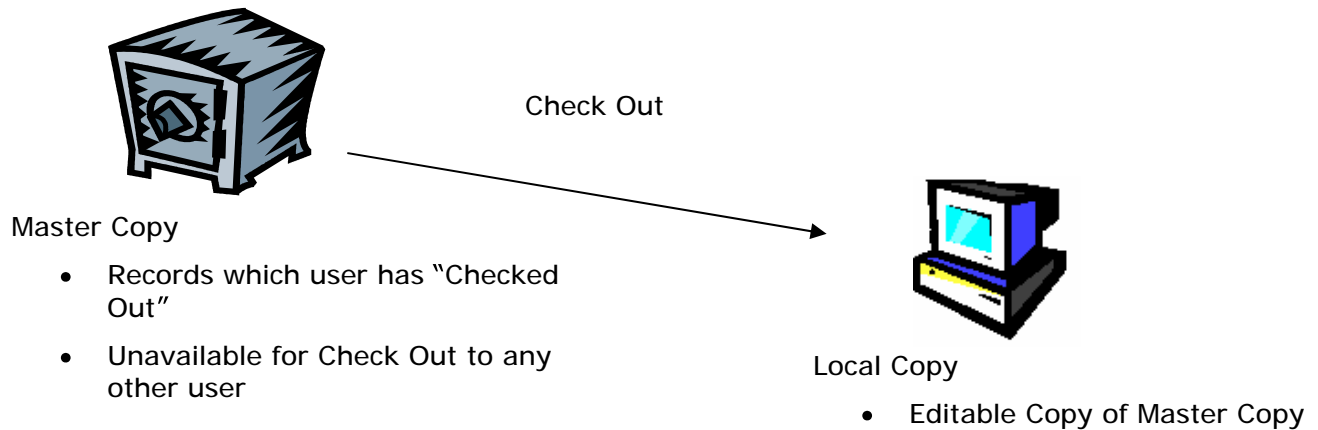 Check Out
Master Copy
• Records which user has “Checked
Out”
• Unavailable for Check Out to any
other user
Local Copy
• Editable Copy of Master Copy